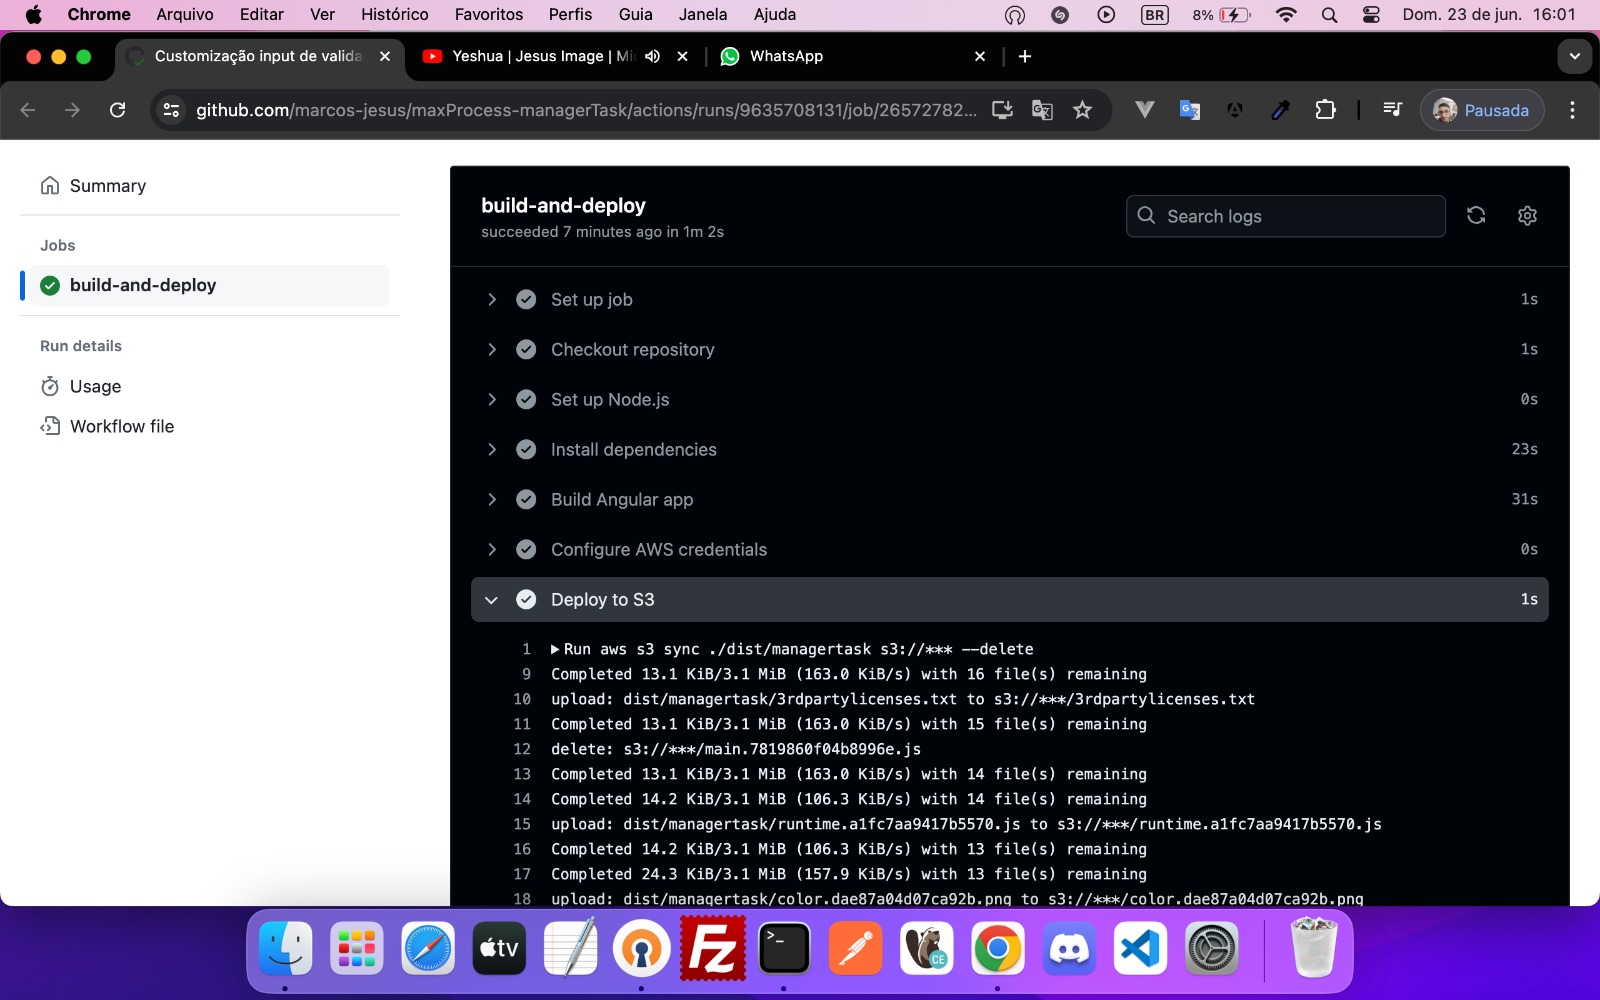 Chrome Arquivo Editar Ver Histórico Favoritos Perfis Guia Janela Ajuda BR 8% Dom. 23 de jun. 16:01
Customização input de valida Yeshua | Jesus Image | Mi WhatsApp
github.com/marcos-jesus/maxProcess-managerTask/actions/runs/9635708131/job/26572782... Pausada
Summary
Jobs
build-and-deploy
Run details
Usage
Workflow file
build-and-deploy
succeeded 7 minutes ago in 1m 2s
Search logs
Set up job 1s
Checkout repository 1s
Set up Node.js 0s
Install dependencies 23s
Build Angular app 31s
Configure AWS credentials 0s
Deploy to S3 1s
1 Run aws s3 sync ./dist/managertask s3://*** --delete
9 Completed 13.1 KiB/3.1 MiB (163.0 KiB/s) with 16 file(s) remaining
10 upload: dist/managertask/3rdpartylicenses.txt to s3://***/3rdpartylicenses.txt
11 Completed 13.1 KiB/3.1 MiB (163.0 KiB/s) with 15 file(s) remaining
12 delete: s3://***/main.7819860f04b8996e.js
13 Completed 13.1 KiB/3.1 MiB (163.0 KiB/s) with 14 file(s) remaining
14 Completed 14.2 KiB/3.1 MiB (106.3 KiB/s) with 14 file(s) remaining
15 upload: dist/managertask/runtime.a1fc7aa9417b5570.js to s3://***/runtime.a1fc7aa9417b5570.js
16 Completed 14.2 KiB/3.1 MiB (106.3 KiB/s) with 13 file(s) remaining
17 Completed 24.3 KiB/3.1 MiB (157.9 KiB/s) with 13 file(s) remaining
18 upload: dist/managertask/color.dae87a04d07ca92b.png to s3://***/color.dae87a04d07ca92b.png
tv
Fz
>_
CE